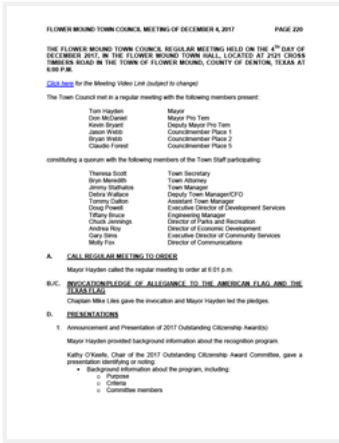 FLOWER MOUND TOWN COUNCIL MEETING OF DECEMBER 4, 2017 PAGE 220
THE FLOWER MOUND TOWN COUNCIL REGULAR MEETING HELD ON THE 4TH DAY OF
DECEMBER 2017, IN THE FLOWER MOUND TOWN HALL, LOCATED AT 2121 CROSS
TIMBERS ROAD IN THE TOWN OF FLOWER MOUND, COUNTY OF DENTON, TEXAS AT
6:00 P.M.
Click here for the Meeting Video Link (subject to change)
The Town Council met in a regular meeting with the following members present:
Tom Hayden Mayor
Don McDaniel Mayor Pro Tem
Kevin Bryant Deputy Mayor Pro Tem
Jason Webb Councilmember Place 1
Bryan Webb Councilmember Place 2
Claudio Forest Councilmember Place 5
constituting a quorum with the following members of the Town Staff participating:
Theresa Scott Town Secretary
Bryn Meredith Town Attorney
Jimmy Stathatos Town Manager
Debra Wallace Deputy Town Manager/CFO
Tommy Dalton Assistant Town Manager
Doug Powell Executive Director of Development Services
Tiffany Bruce Engineering Manager
Chuck Jennings Director of Parks and Recreation
Andrea Roy Director of Economic Development
Gary Sims Executive Director of Community Services
Molly Fox Director of Communications
A. CALL REGULAR MEETING TO ORDER
Mayor Hayden called the regular meeting to order at 6:01 p.m.
B./C. INVOCATION/PLEDGE OF ALLEGIANCE TO THE AMERICAN FLAG AND THE
TEXAS FLAG
Chaplain Mike Liles gave the invocation and Mayor Hayden led the pledges.
D. PRESENTATIONS
1. Announcement and Presentation of 2017 Outstanding Citizenship Award(s)
Mayor Hayden provided background information about the recognition program.
Kathy O'Keefe, Chair of the 2017 Outstanding Citizenship Award Committee, gave a
presentation identifying or noting:
• Background information about the program, including:
o Purpose
o Criteria
o Committee members